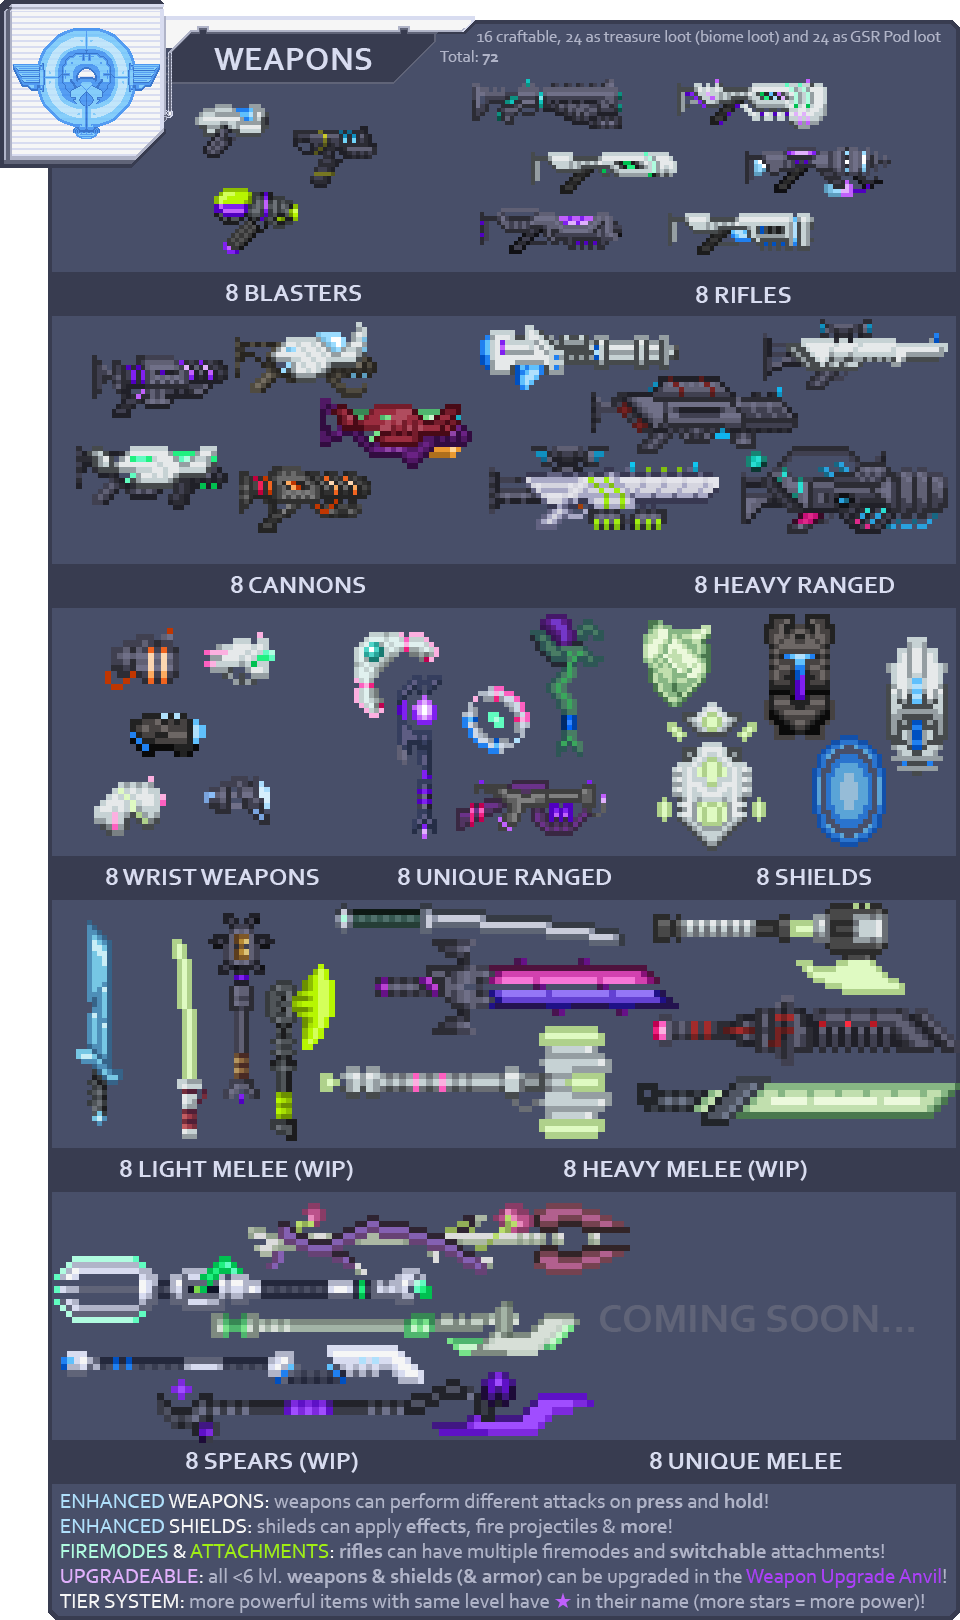 WEAPONS
16 craftable, 24 as treasure loot (biome loot) and 24 as GSR Pod loot
Total: 72
8 BLASTERS
8 RIFLES
8 CANNONS
8 HEAVY RANGED
8 WRIST WEAPONS
8 UNIQUE RANGED
8 SHIELDS
8 LIGHT MELEE (WIP)
8 HEAVY MELEE (WIP)
COMING SOON...
8 SPEARS (WIP)
8 UNIQUE MELEE
ENHANCED WEAPONS: weapons can perform different attacks on press and hold!
ENHANCED SHIELDS: shileds can apply effects, fire projectiles & more!
FIREMODES & ATTACHMENTS: rifles can have multiple firemodes and switchable attachments!
UPGRADEABLE: all <6 lvl. weapons & shields (& armor) can be upgraded in the Weapon Upgrade Anvil!
TIER SYSTEM: more powerful items with same level have ★ in their name (more stars = more power)!